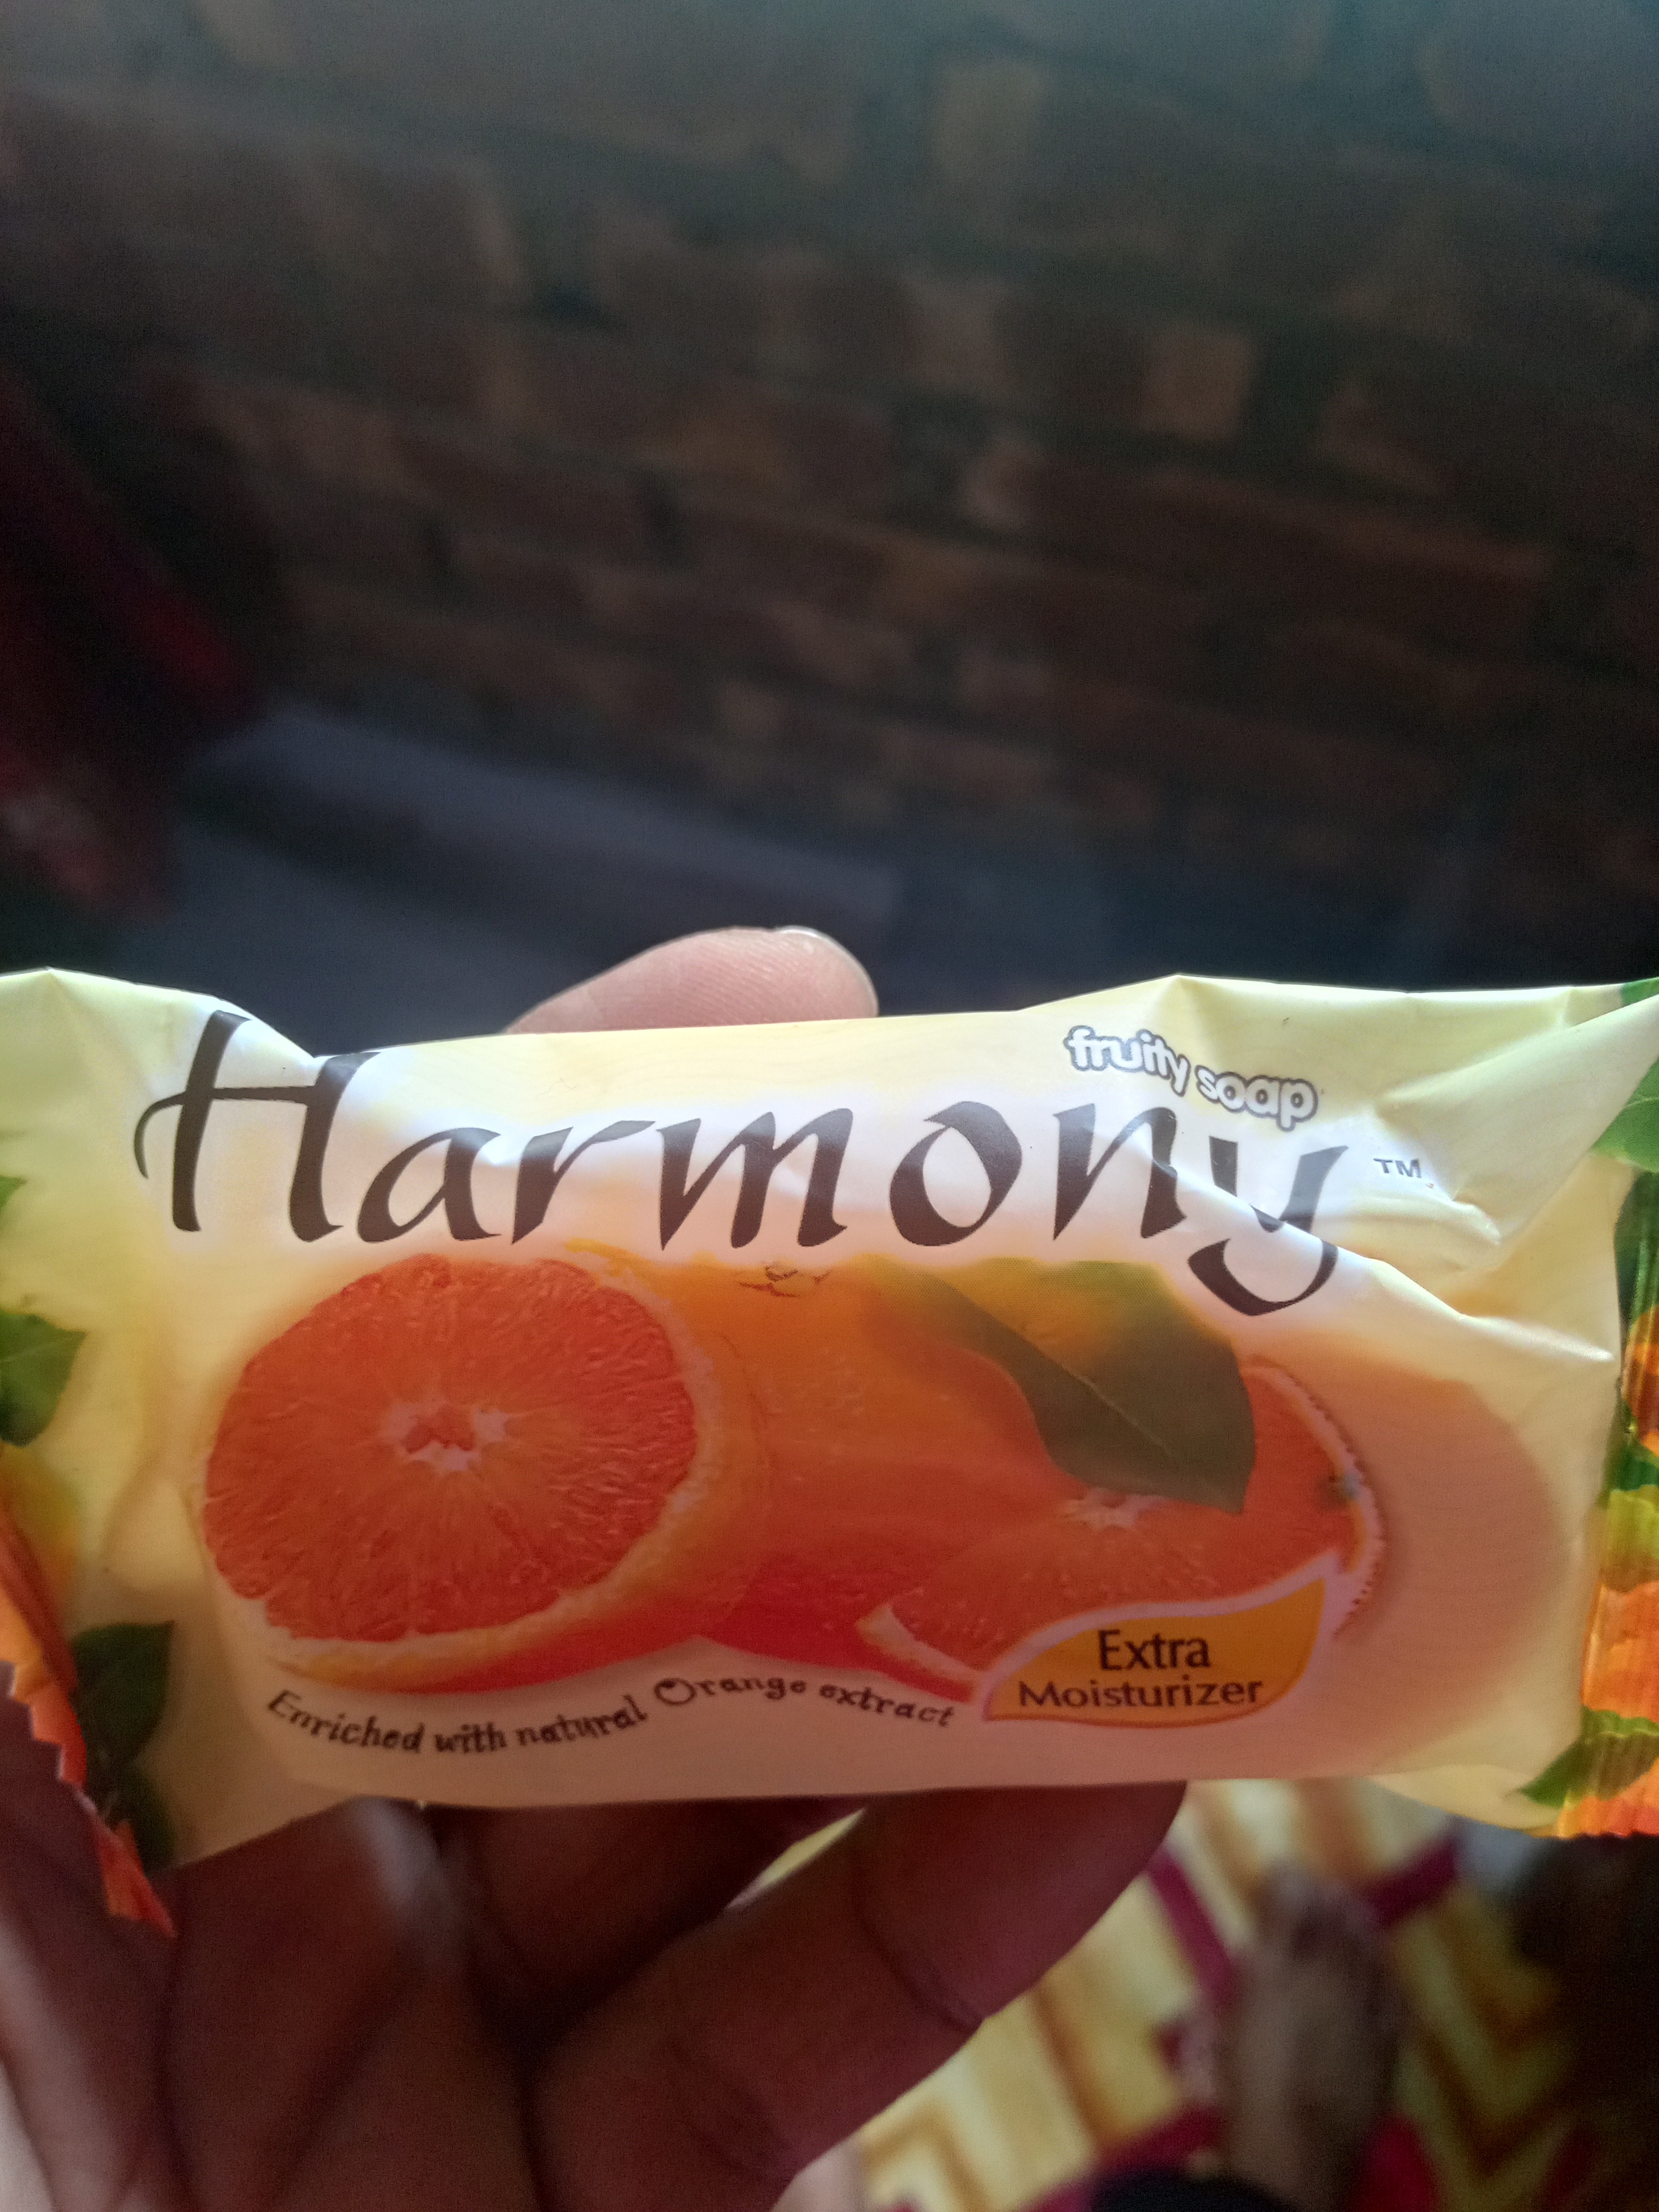 fruity soap
Harmony™
Enriched with natural Orange extract
Extra
Moisturizer